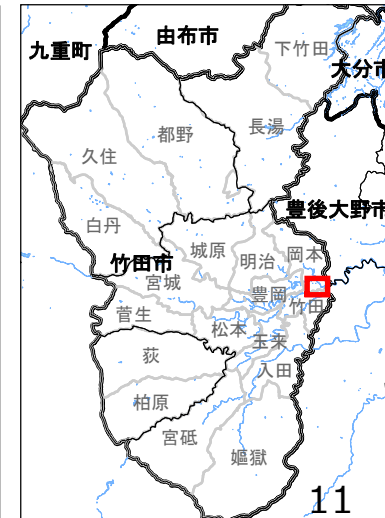 由布市
九重町
下竹田
大分市
都野
長湯
久住
豊後大野市
白丹
城原
岡本
明治
竹田市
宮城
豊岡
竹田
菅生
松本
玉来
荻
入田
柏原
宮砥
嫗獄
11